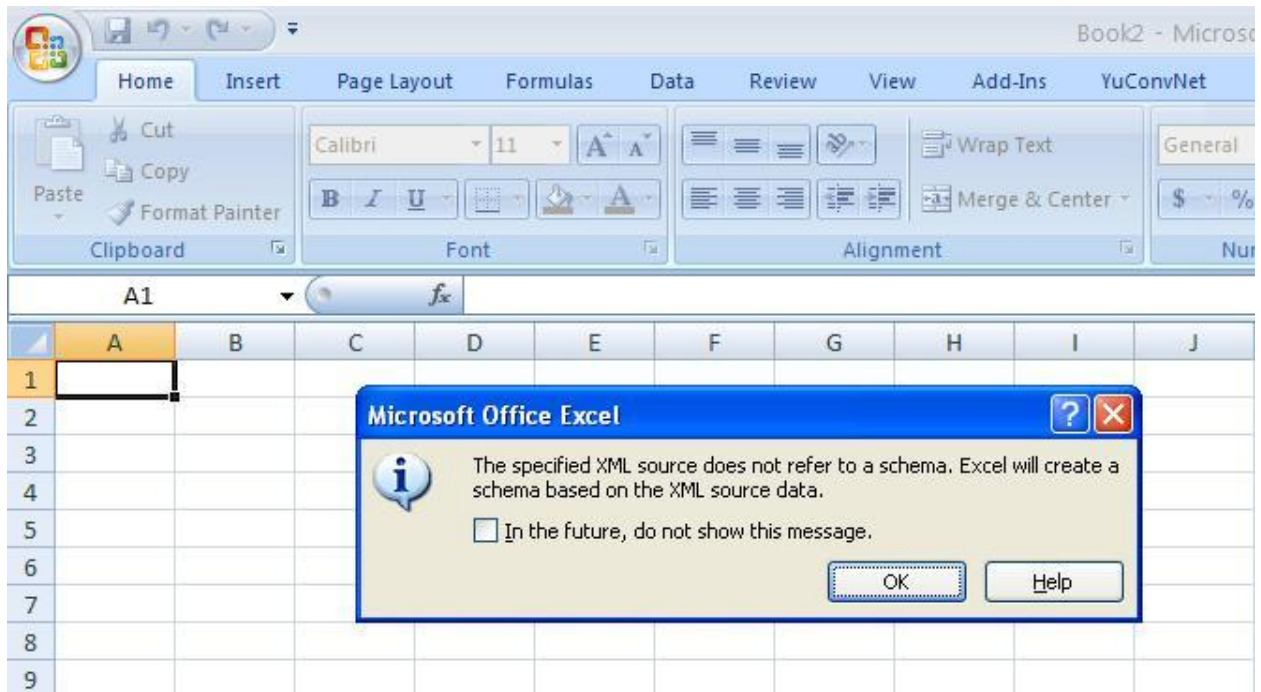 Book2 - Microso
Home Insert Page Layout Formulas Data Review View Add-Ins YuConvNet
Cut
Copy
Paste
Format Painter
Clipboard
Calibri 11 A A
B I U A
Font
Wrap Text
Merge & Center
Alignment
General
$ %
Nur
A1 fx
A B C D E F G H I J
1
2
3
4
5
6
7
8
9
Microsoft Office Excel
The specified XML source does not refer to a schema. Excel will create a
schema based on the XML source data.
In the future, do not show this message.
OK Help